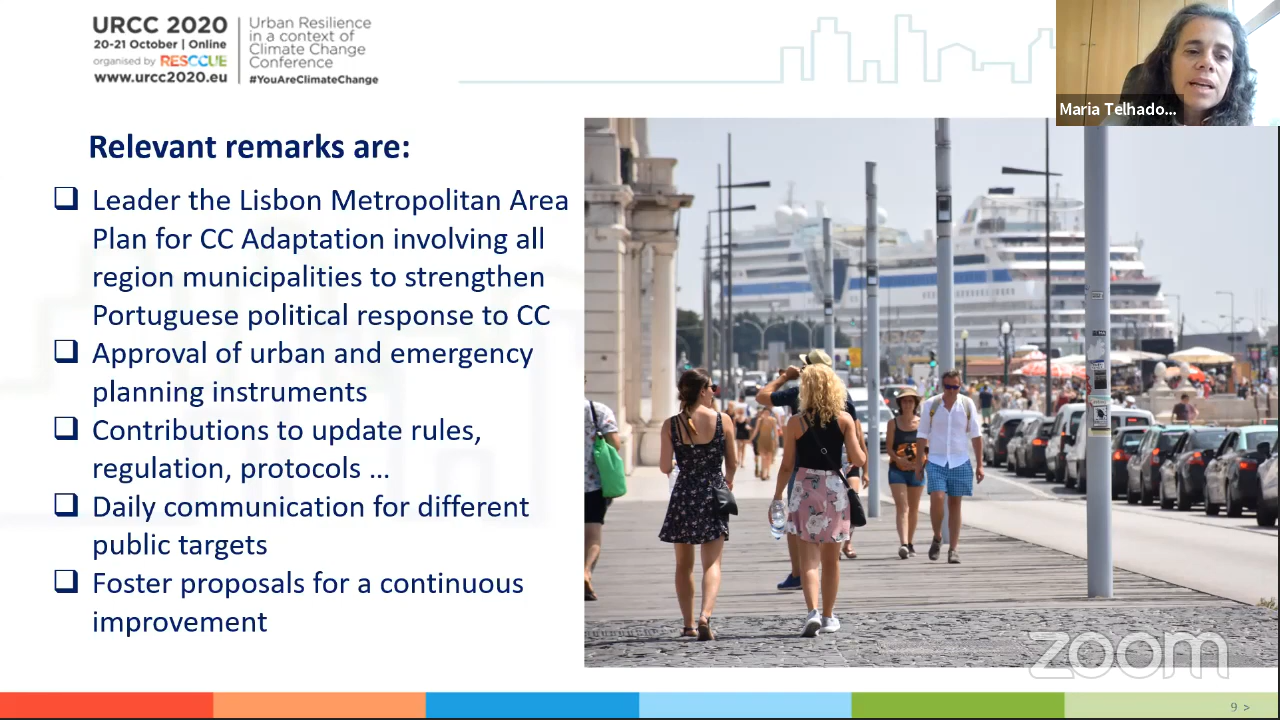 URCC 2020
20-21 October | Online
organised by RESCCUE
www.urcc2020.eu
Urban Resilience
in a context of
Climate Change
Conference
#YouAreClimateChange
Maria Telhado...
Relevant remarks are:
Leader the Lisbon Metropolitan Area
Plan for CC Adaptation involving all
region municipalities to strengthen
Portuguese political response to CC
Approval of urban and emergency
planning instruments
Contributions to update rules,
regulation, protocols ...
Daily communication for different
public targets
Foster proposals for a continuous
improvement
zoom
9 >